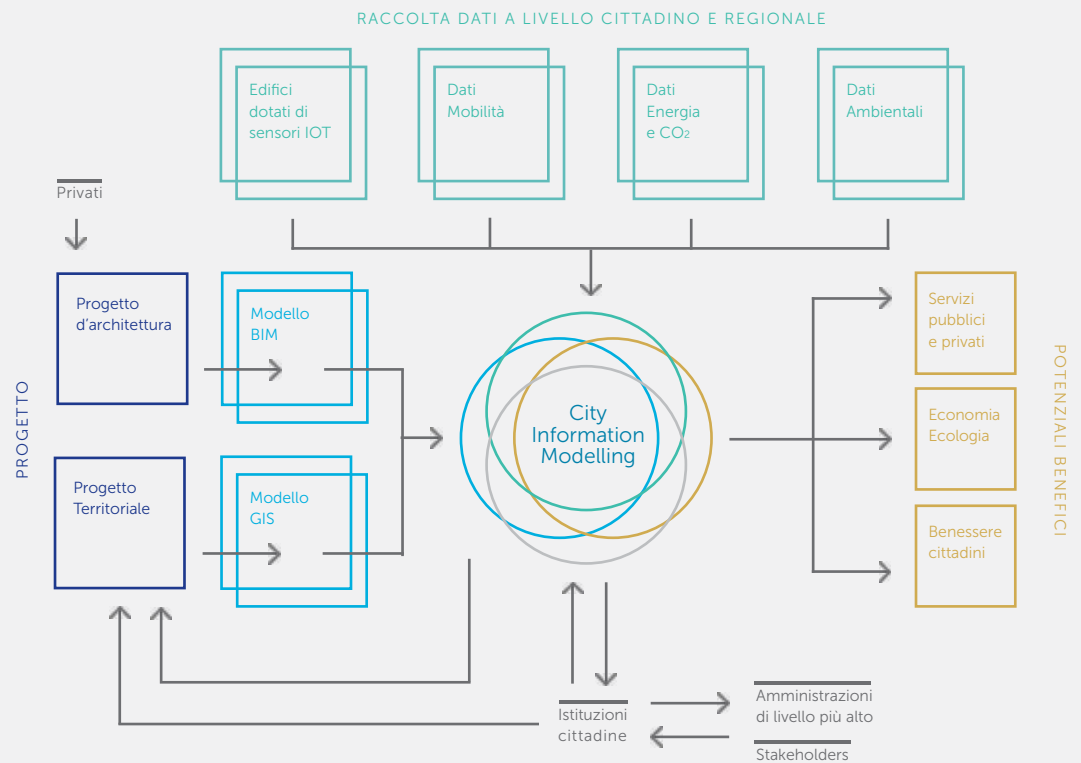 RACCOLTA DATI A LIVELLO CITTADINO E REGIONALE
Edifici
dotati di
sensori IOT
Dati
Mobilità
Dati
Energia
e CO₂
Dati
Ambientali
Privati
PROGETTO
Progetto
d'architettura
Modello
BIM
Progetto
Territoriale
Modello
GIS
City
Information
Modelling
Servizi
pubblici
e privati
Economia
Ecologia
Benessere
cittadini
POTENZIALI BENEFICI
Istituzioni
cittadine
Amministrazioni
di livello più alto
Stakeholders